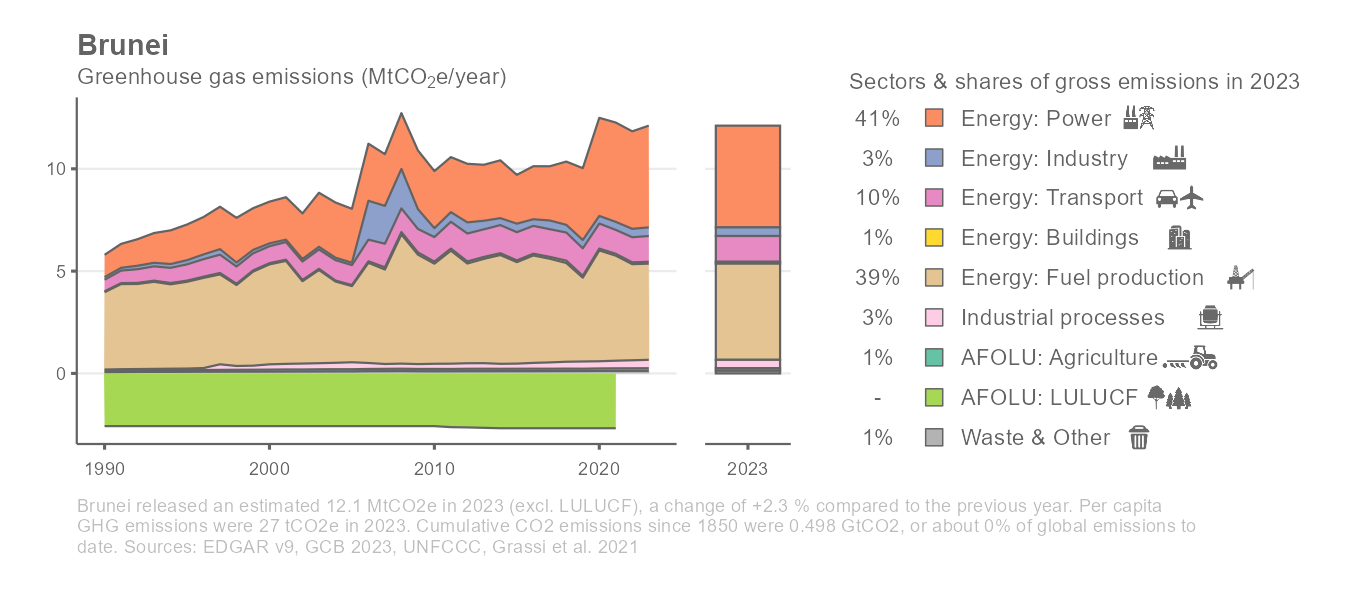 Brunei
Greenhouse gas emissions (MtCO₂e/year)
10
5
0
1990
2000
2010
2020
2023
Sectors & shares of gross emissions in 2023
41% Energy: Power
3% Energy: Industry
10% Energy: Transport
1% Energy: Buildings
39% Energy: Fuel production
3% Industrial processes
1% AFOLU: Agriculture
- AFOLU: LULUCF
1% Waste & Other
Brunei released an estimated 12.1 MtCO2e in 2023 (excl. LULUCF), a change of +2.3 % compared to the previous year. Per capita
GHG emissions were 27 tCO2e in 2023. Cumulative CO2 emissions since 1850 were 0.498 GtCO2, or about 0% of global emissions to
date. Sources: EDGAR v9, GCB 2023, UNFCCC, Grassi et al. 2021